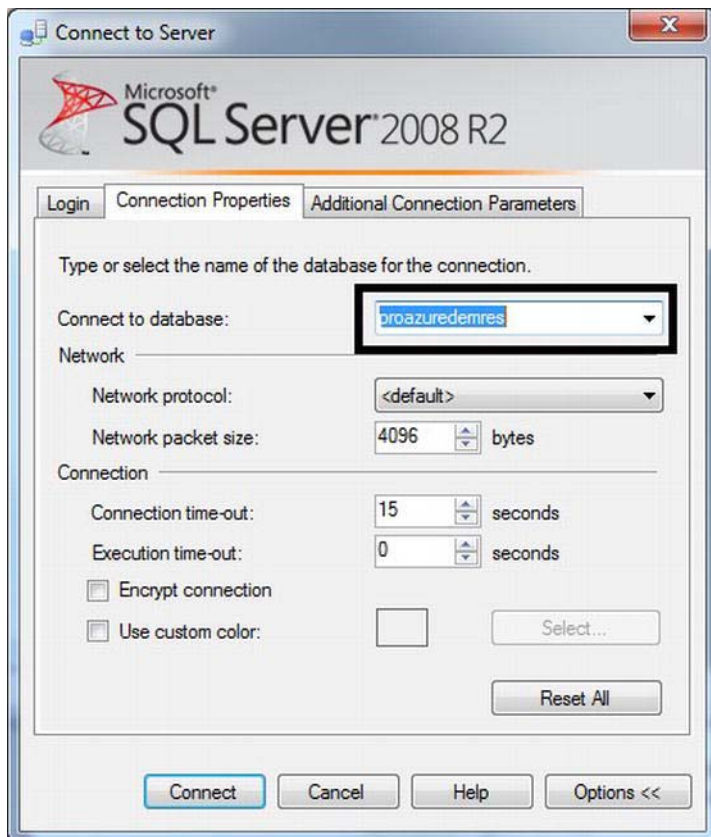 Connect to Server
Microsoft®
SQL Server® 2008 R2
Login Connection Properties Additional Connection Parameters
Type or select the name of the database for the connection.
Connect to database: proazuredemres
Network
Network protocol: <default>
Network packet size: 4096 bytes
Connection
Connection time-out: 15 seconds
Execution time-out: 0 seconds
Encrypt connection
Use custom color: Select...
Reset All
Connect Cancel Help Options <<